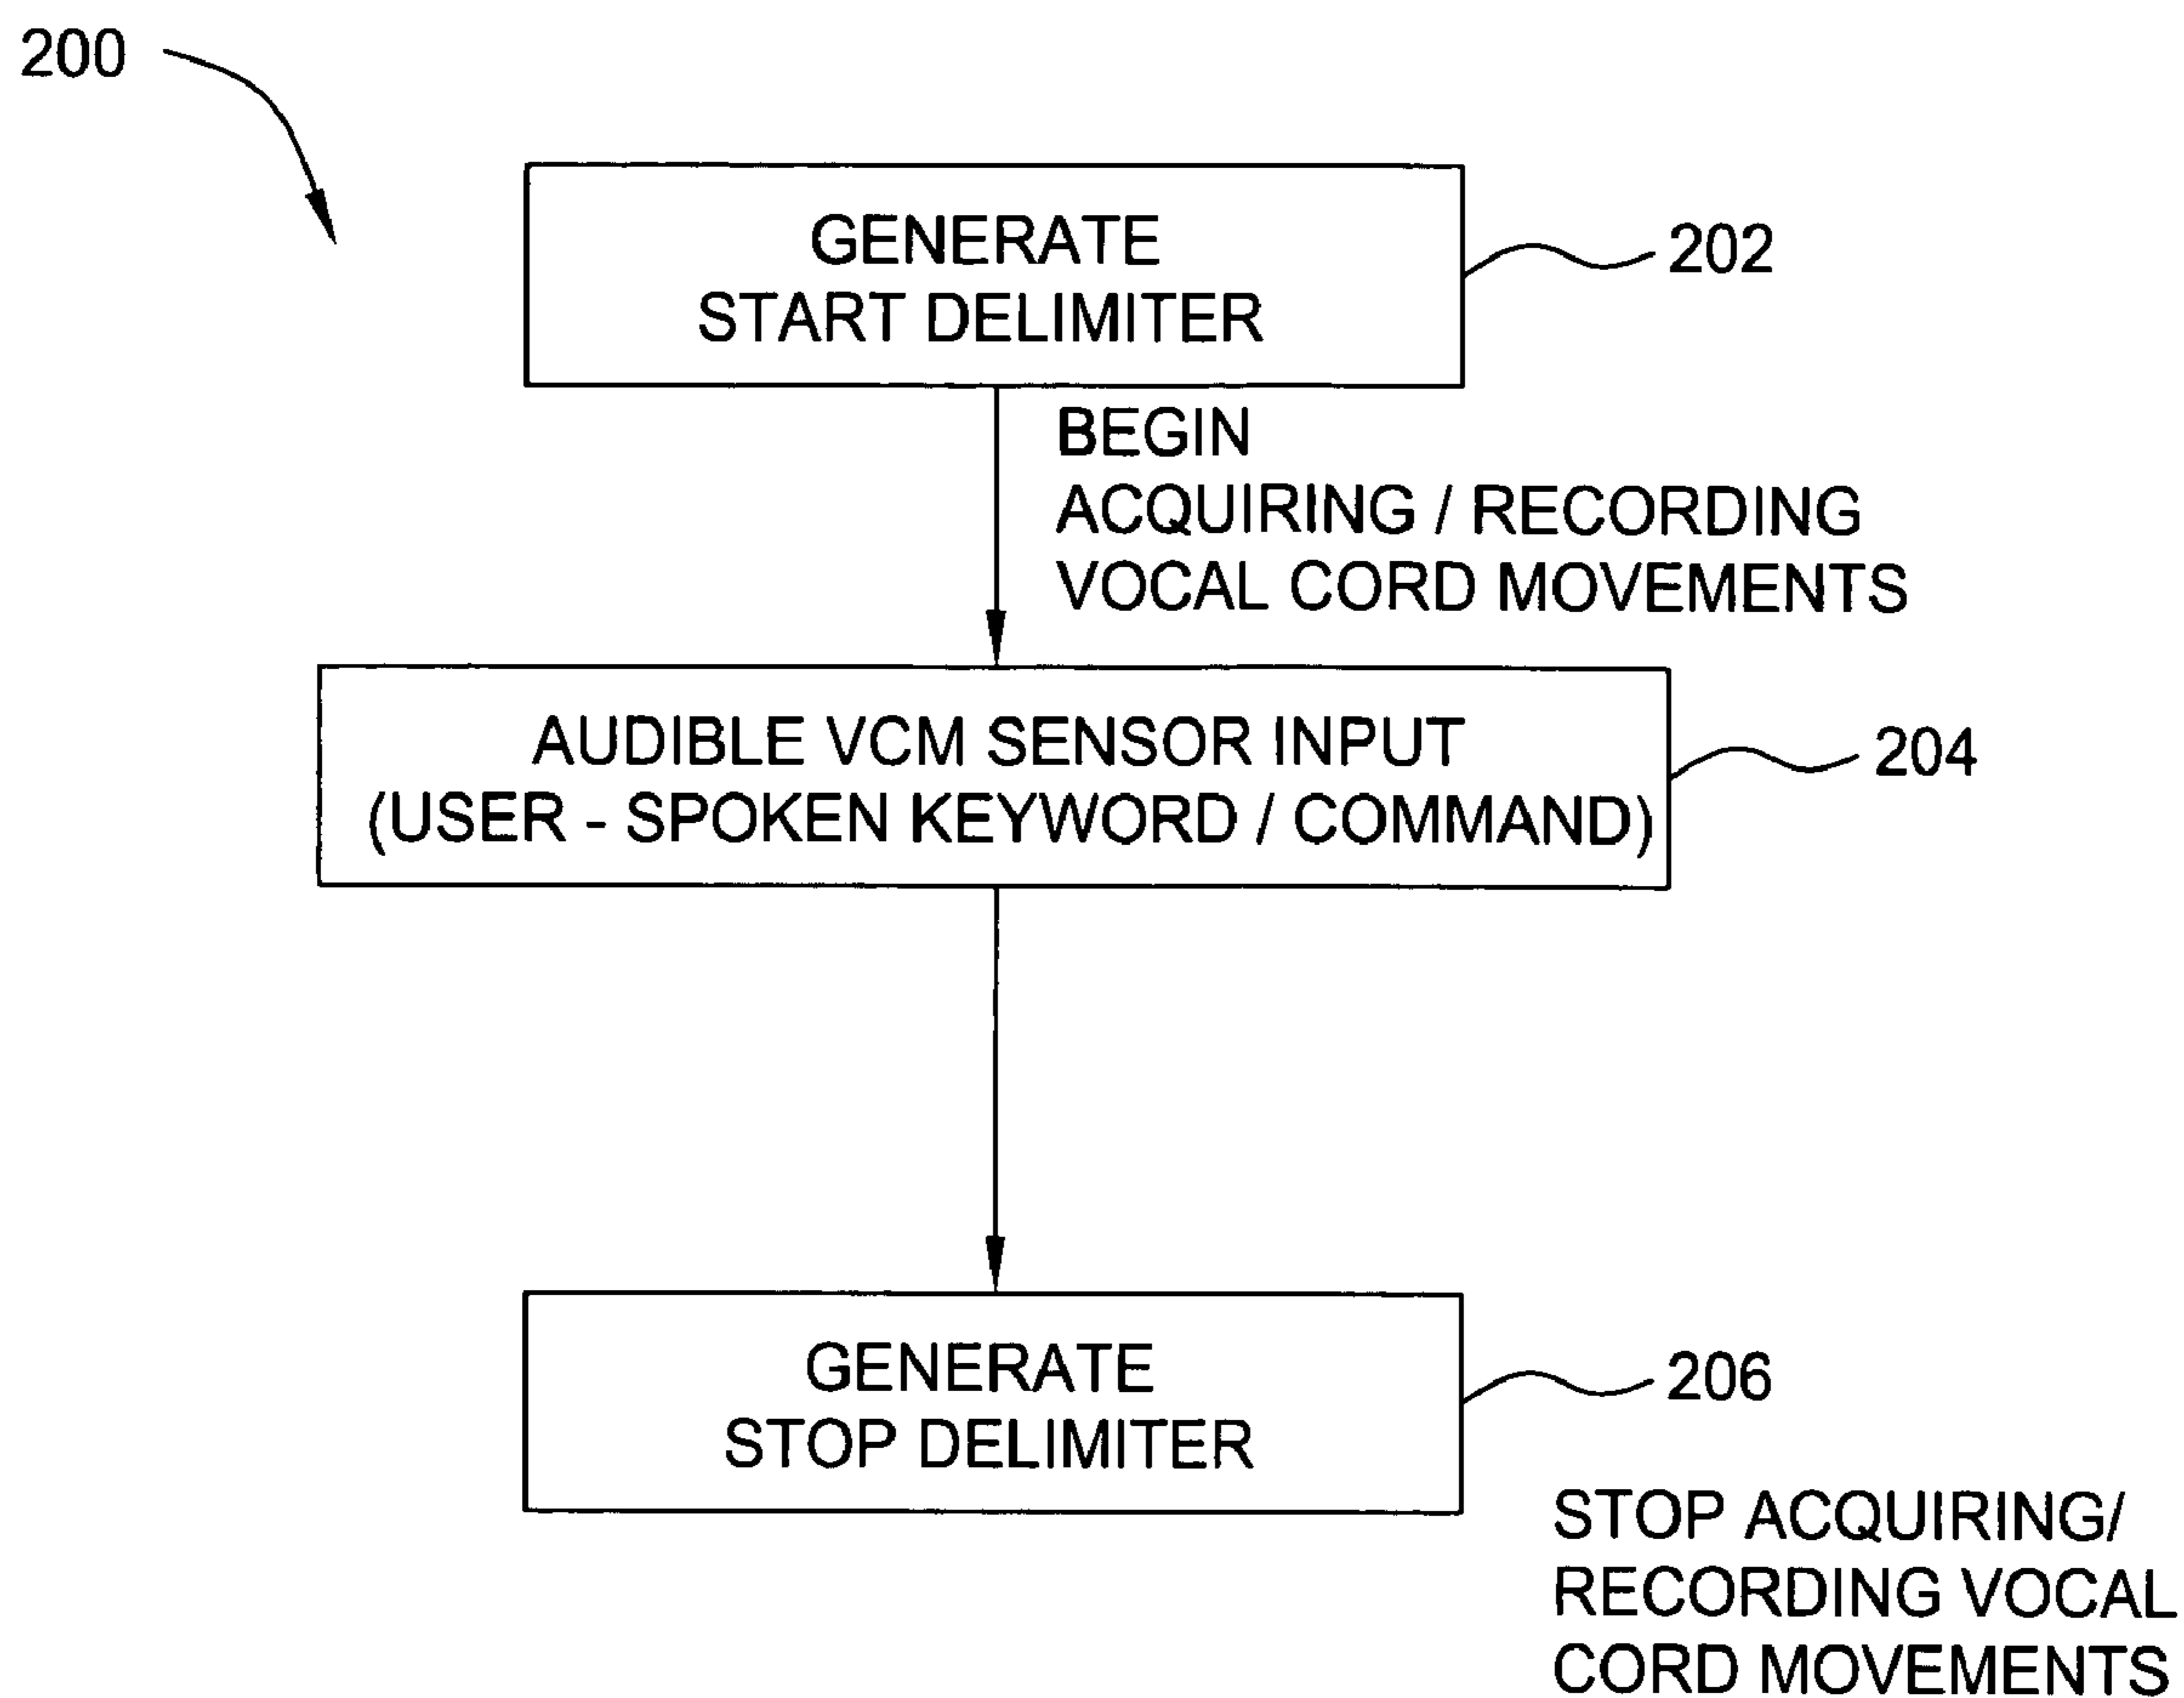 200
GENERATE
START DELIMITER
202
BEGIN
ACQUIRING / RECORDING
VOCAL CORD MOVEMENTS
AUDIBLE VCM SENSOR INPUT
(USER - SPOKEN KEYWORD / COMMAND)
204
GENERATE
STOP DELIMITER
206
STOP ACQUIRING/
RECORDING VOCAL
CORD MOVEMENTS